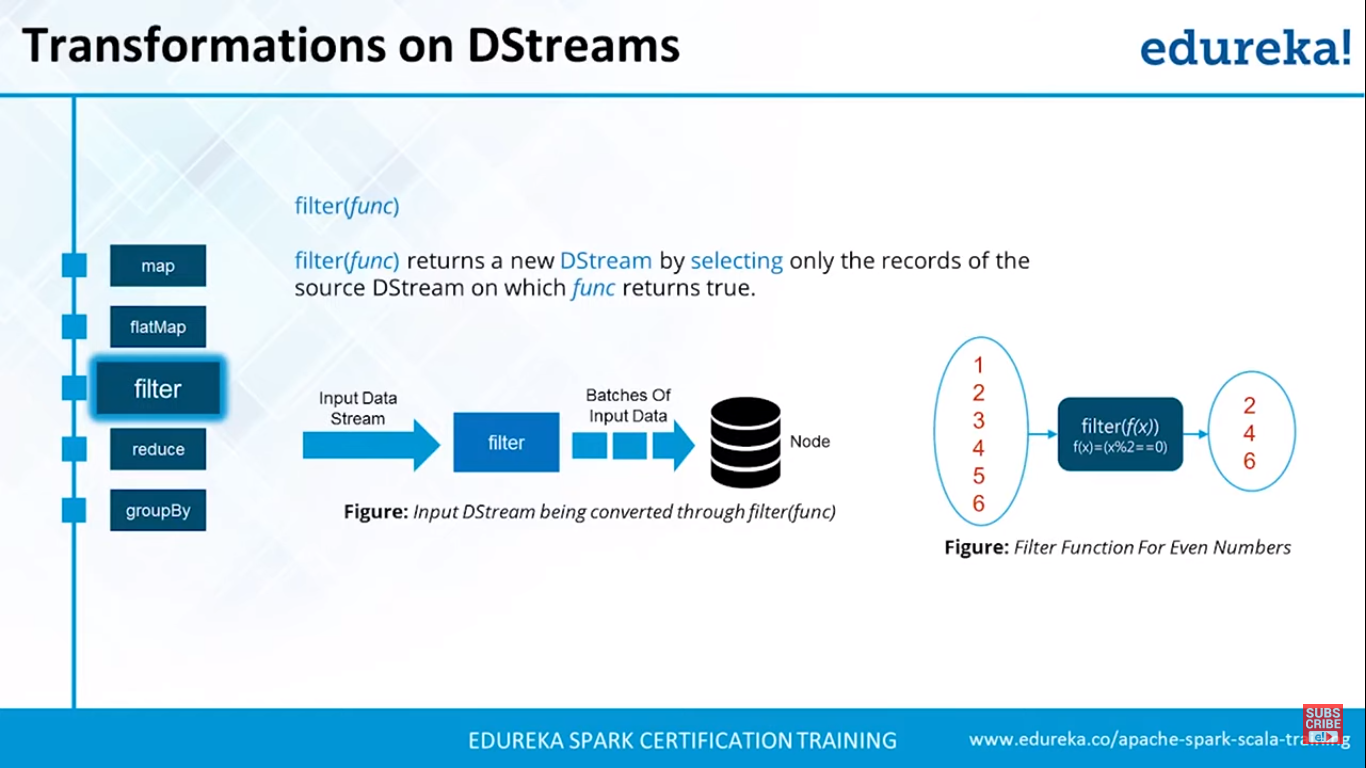 Transformations on DStreams
edureka!
filter(func)
filter(func) returns a new DStream by selecting only the records of the
source DStream on which func returns true.
map
flatMap
filter
reduce
groupBy
Input Data
Stream
filter
Batches Of
Input Data
Node
Figure: Input DStream being converted through filter(func)
1
2
3
4
5
6
filter(f(x))
f(x)=(x%2==0)
2
4
6
Figure: Filter Function For Even Numbers
EDUREKA SPARK CERTIFICATION TRAINING
www.edureka.co/apache-spark-scala-training
SUBS
CRIBE
e!